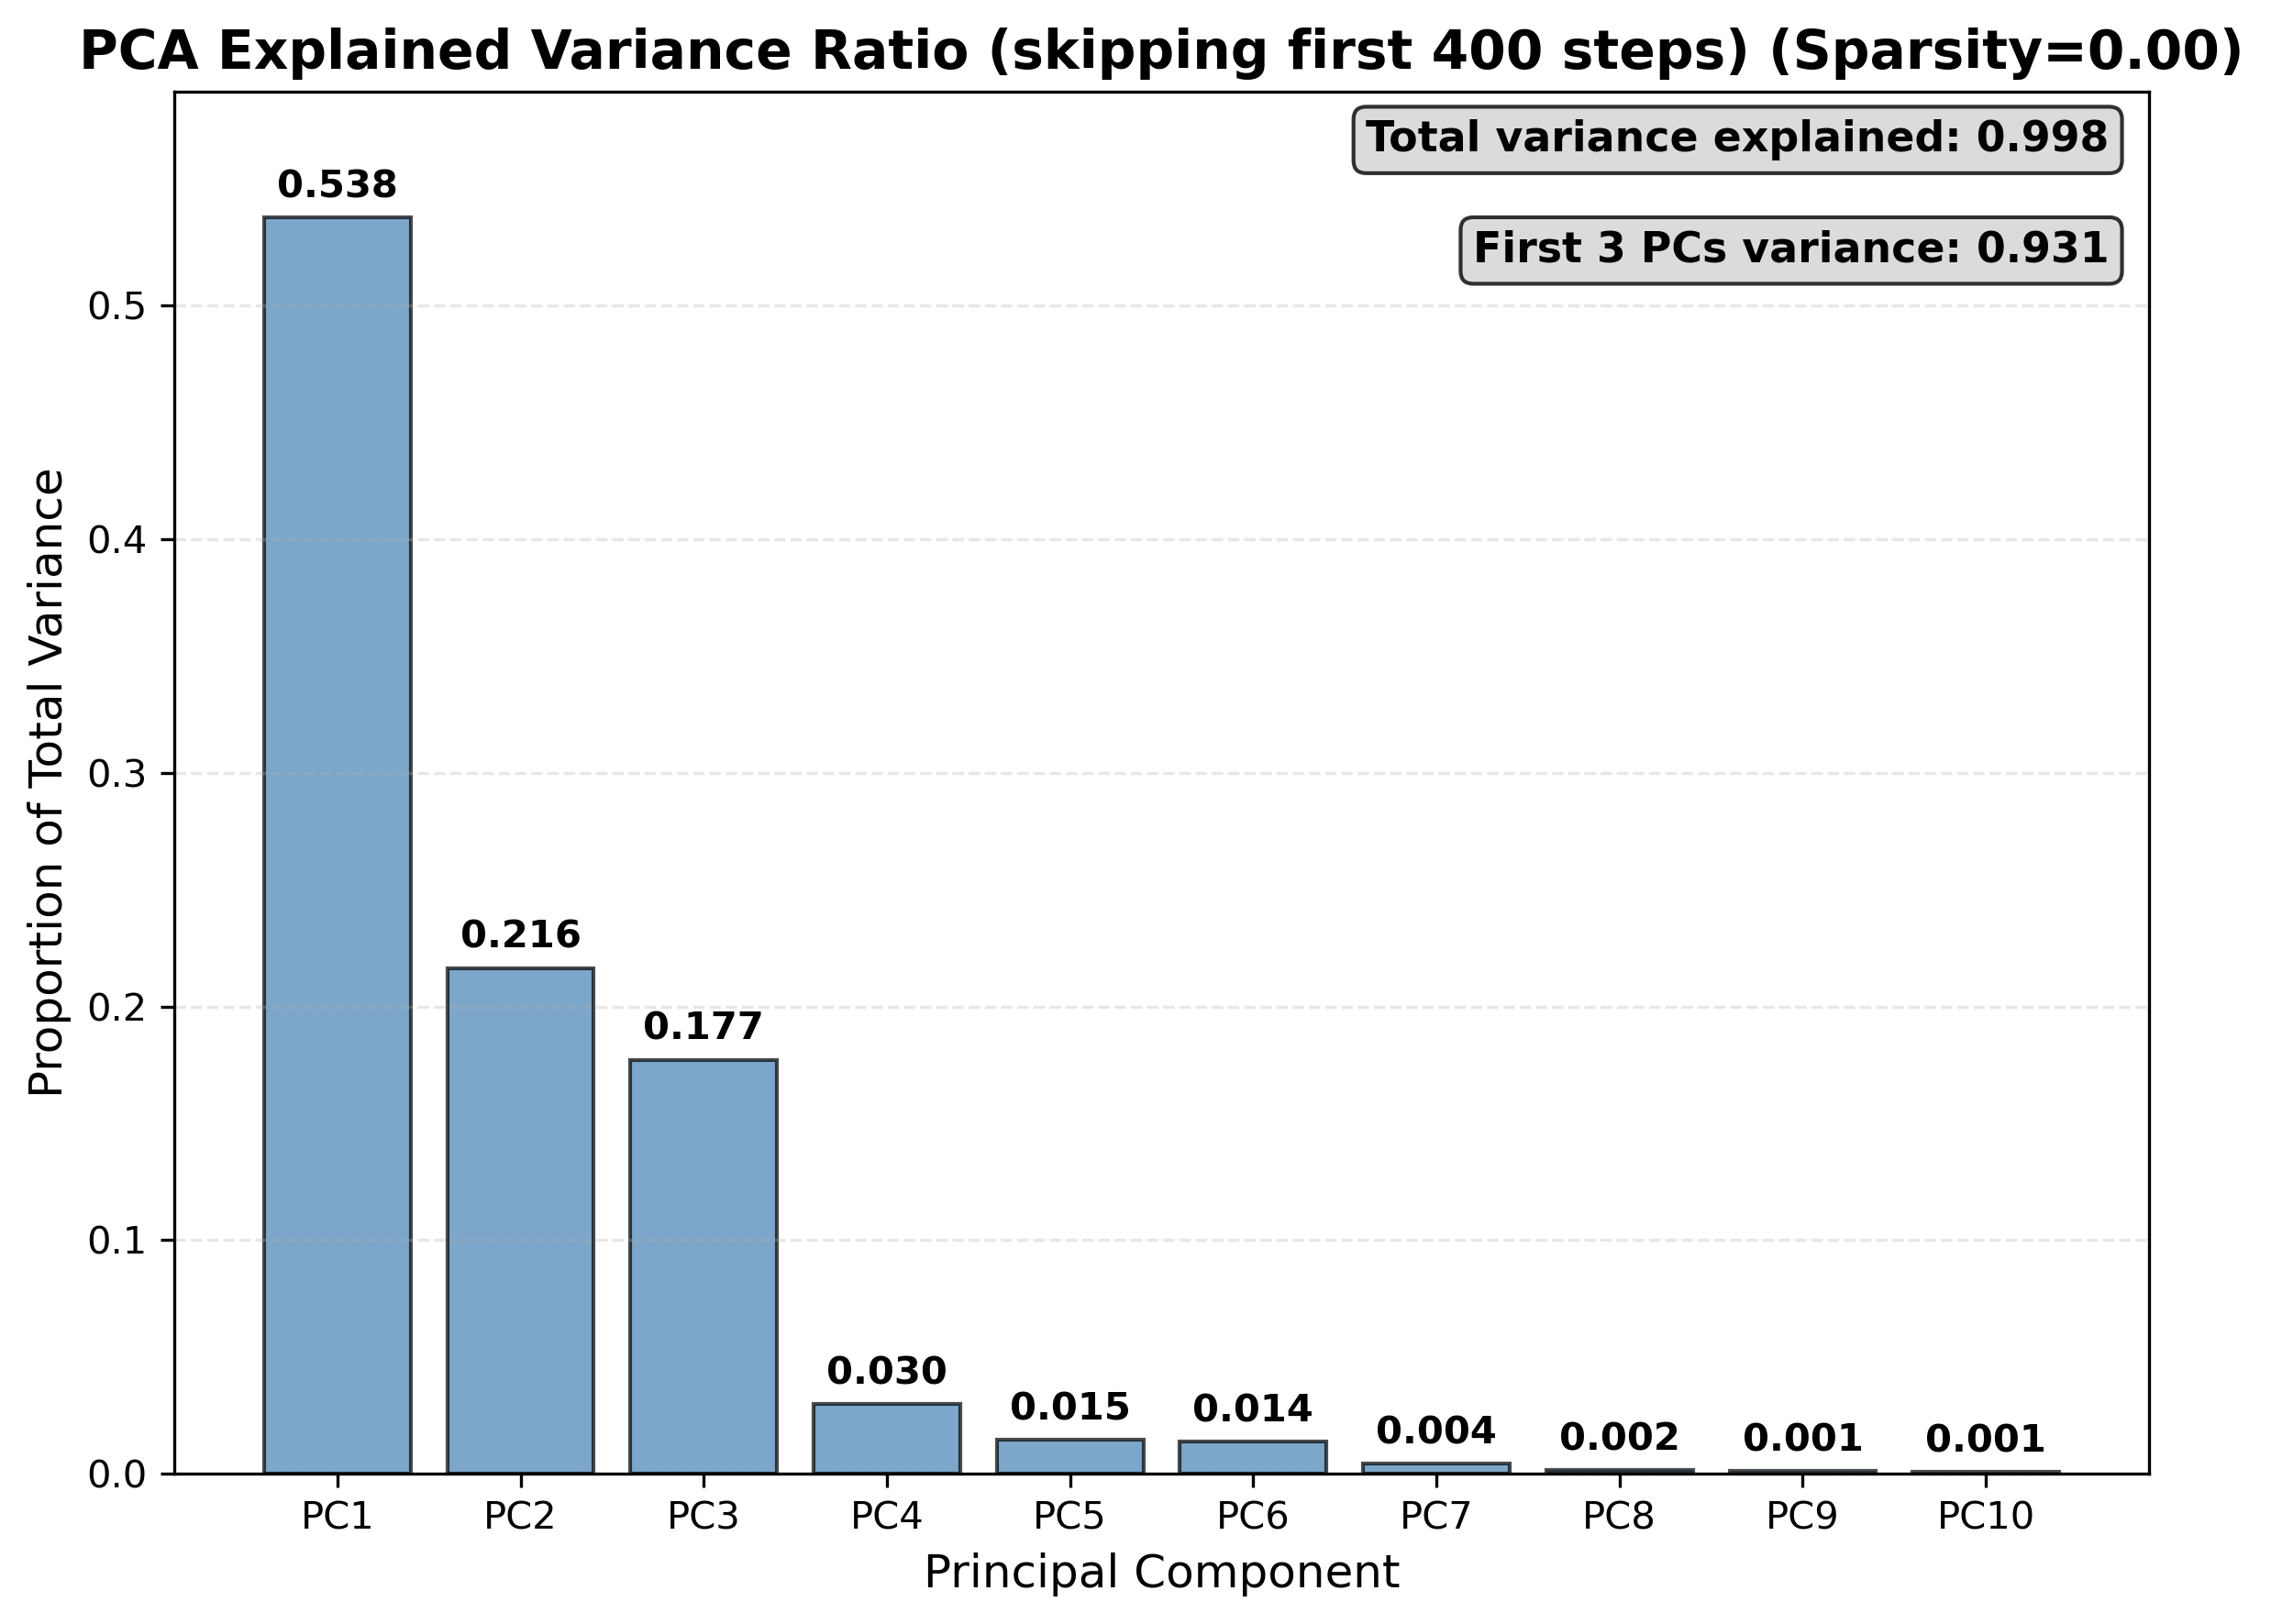 PCA Explained Variance Ratio (skipping first 400 steps) (Sparsity=0.00)
Total variance explained: 0.998
First 3 PCs variance: 0.931
Proportion of Total Variance
0.5
0.4
0.3
0.2
0.1
0.0
0.538
0.216
0.177
0.030
0.015
0.014
0.004
0.002
0.001
0.001
PC1 PC2 PC3 PC4 PC5 PC6 PC7 PC8 PC9 PC10
Principal Component